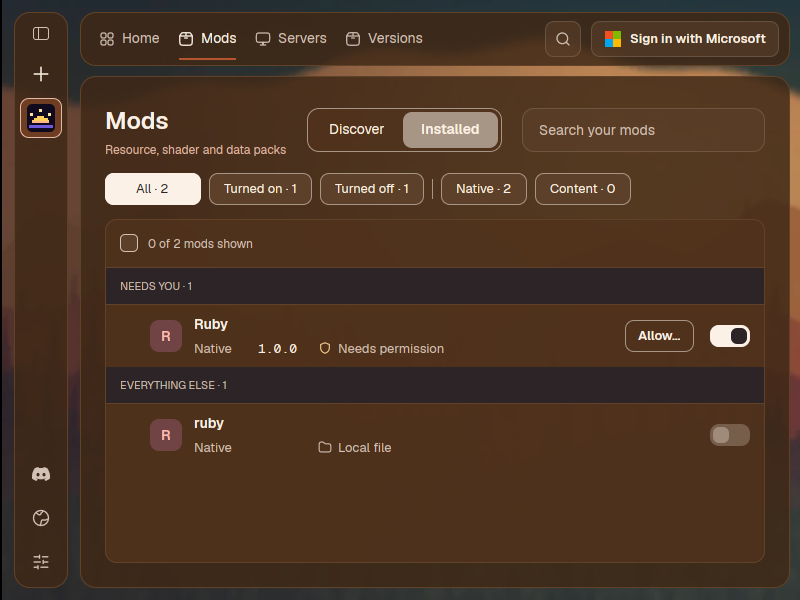 Home
Mods
Servers
Versions
Sign in with Microsoft
Mods
Resource, shader and data packs
Discover
Installed
Search your mods
All · 2
Turned on · 1
Turned off · 1
Native · 2
Content · 0
0 of 2 mods shown
NEEDS YOU · 1
R
Ruby
Native 1.0.0 Needs permission
Allow...
EVERYTHING ELSE · 1
R
ruby
Native Local file